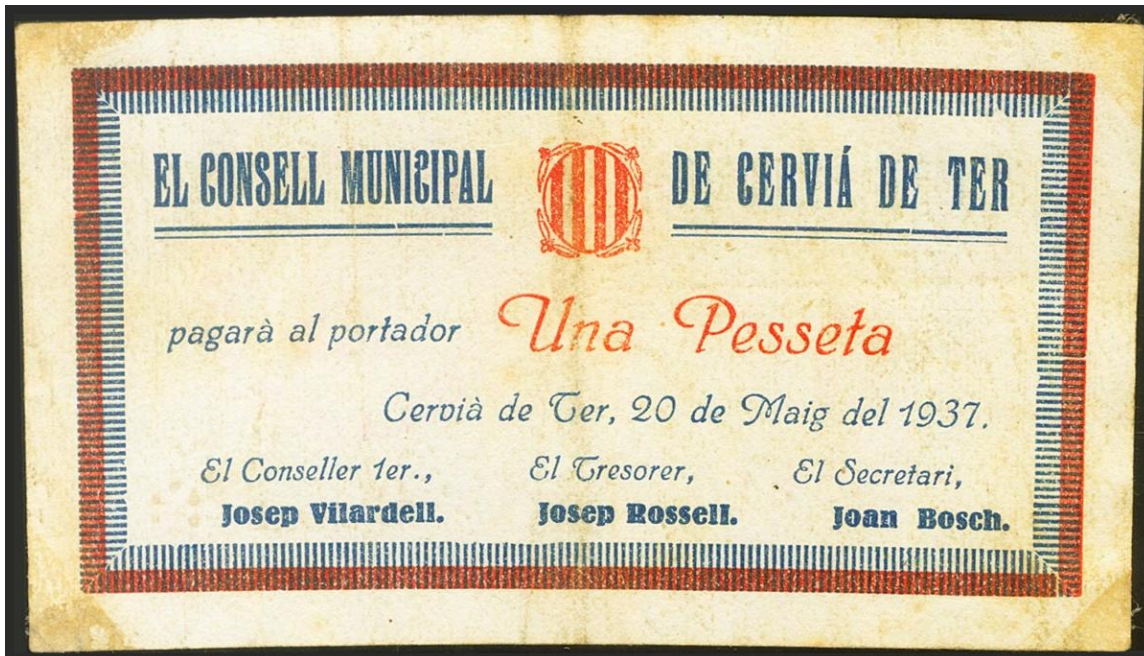 EL CONSELL MUNICIPAL DE CERVIÁ DE TER
pagarà al portador Una Pesseta
Cervià de Ter, 20 de Maig del 1937.
El Conseller 1er., El Tresorer, El Secretari,
Josep Vilardell. Josep Rossell. Joan Bosch.